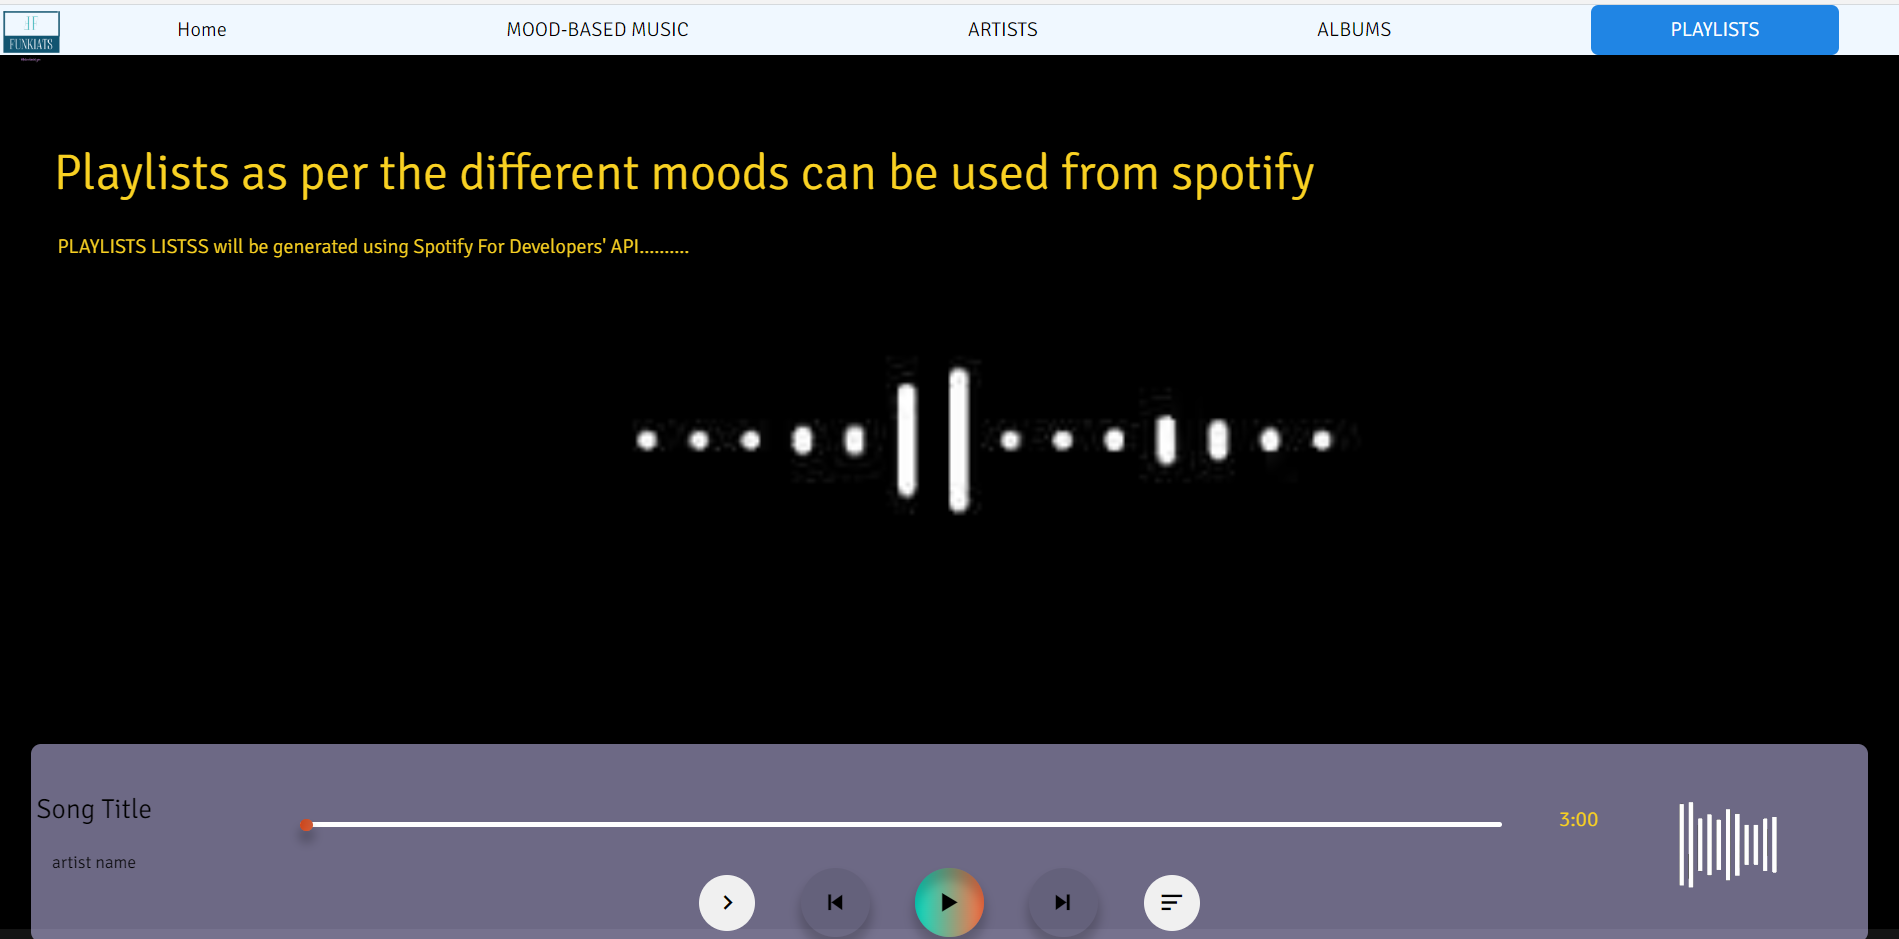 FUNKIATS
Home
MOOD-BASED MUSIC
ARTISTS
ALBUMS
PLAYLISTS
Playlists as per the different moods can be used from spotify
PLAYLISTS LISTSS will be generated using Spotify For Developers' API..........
Song Title
artist name
3:00